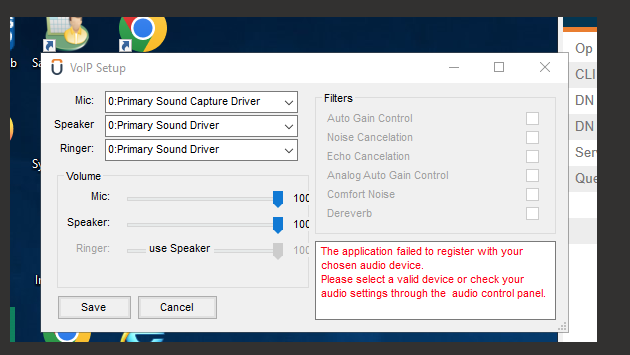 VoIP Setup
Mic: 0:Primary Sound Capture Driver
Speaker 0:Primary Sound Driver
Ringer: 0:Primary Sound Driver
Volume
Mic: 100
Speaker: 100
Ringer: use Speaker 100
Save Cancel
Filters
Auto Gain Control
Noise Cancelation
Echo Cancelation
Analog Auto Gain Control
Comfort Noise
Dereverb
The application failed to register with your
chosen audio device.
Please select a valid device or check your
audio settings through the audio control panel.
Op
CLI
DN
DN
Ser
Que